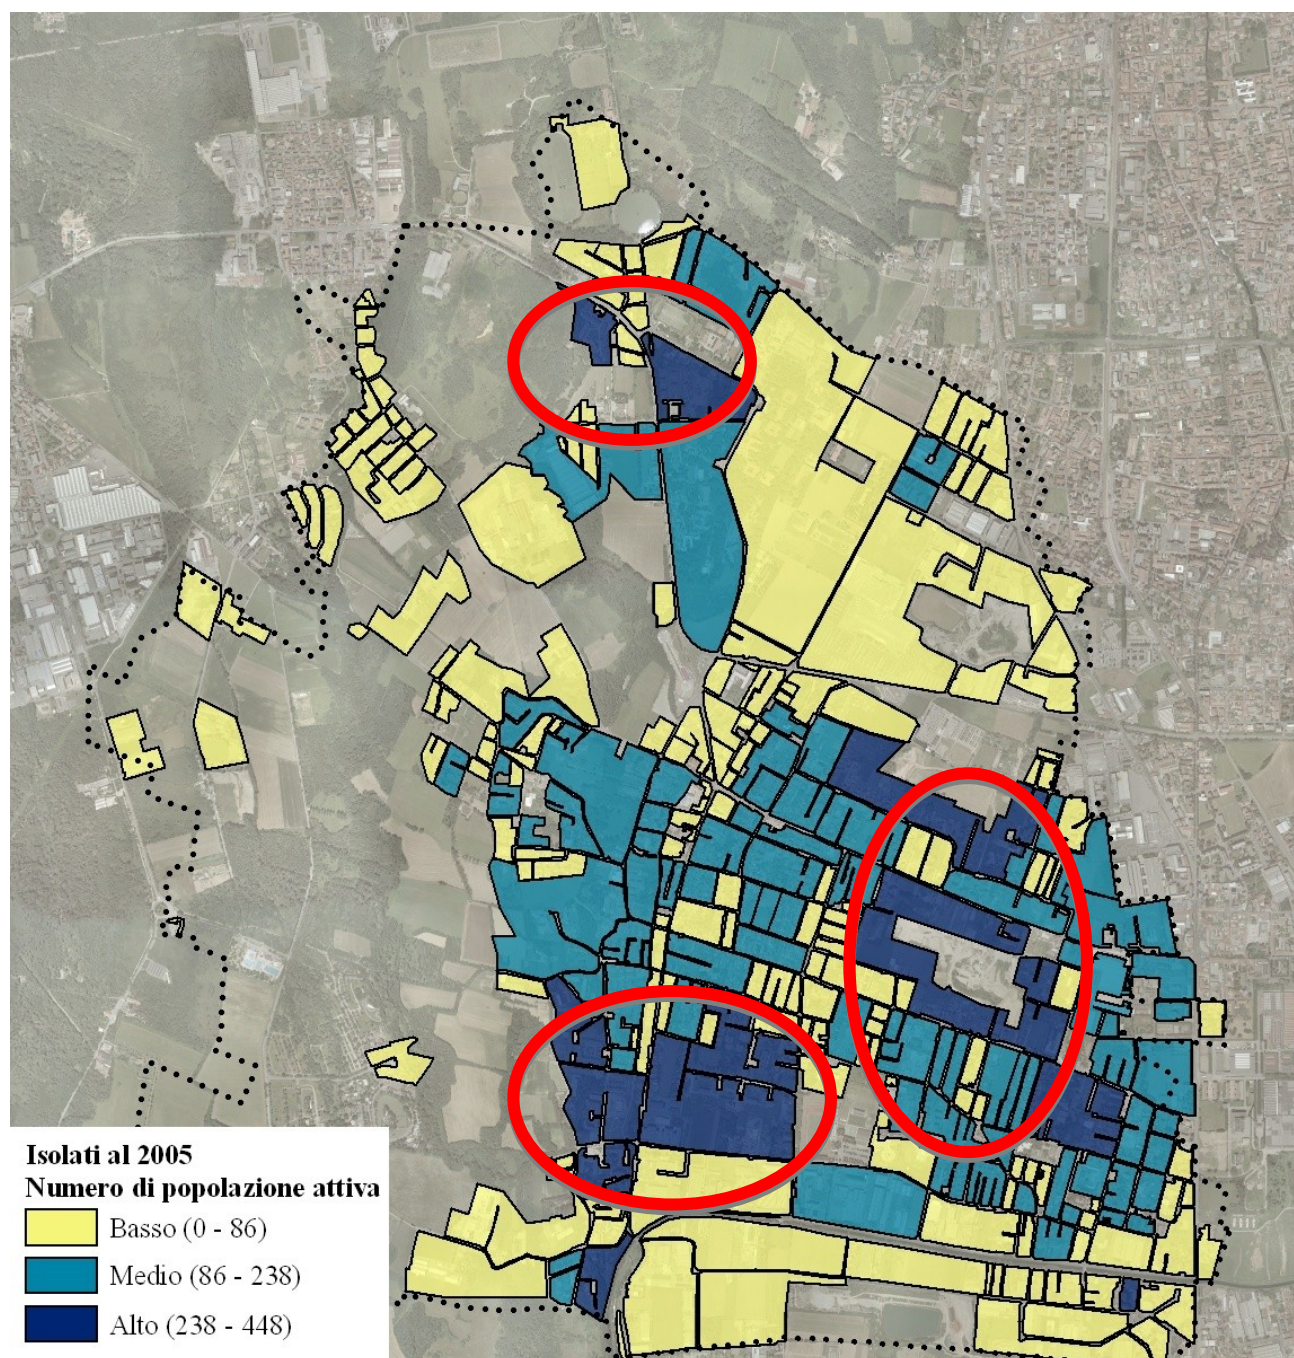 Isolati al 2005
Numero di popolazione attiva
Basso (0 - 86)
Medio (86 - 238)
Alto (238 - 448)